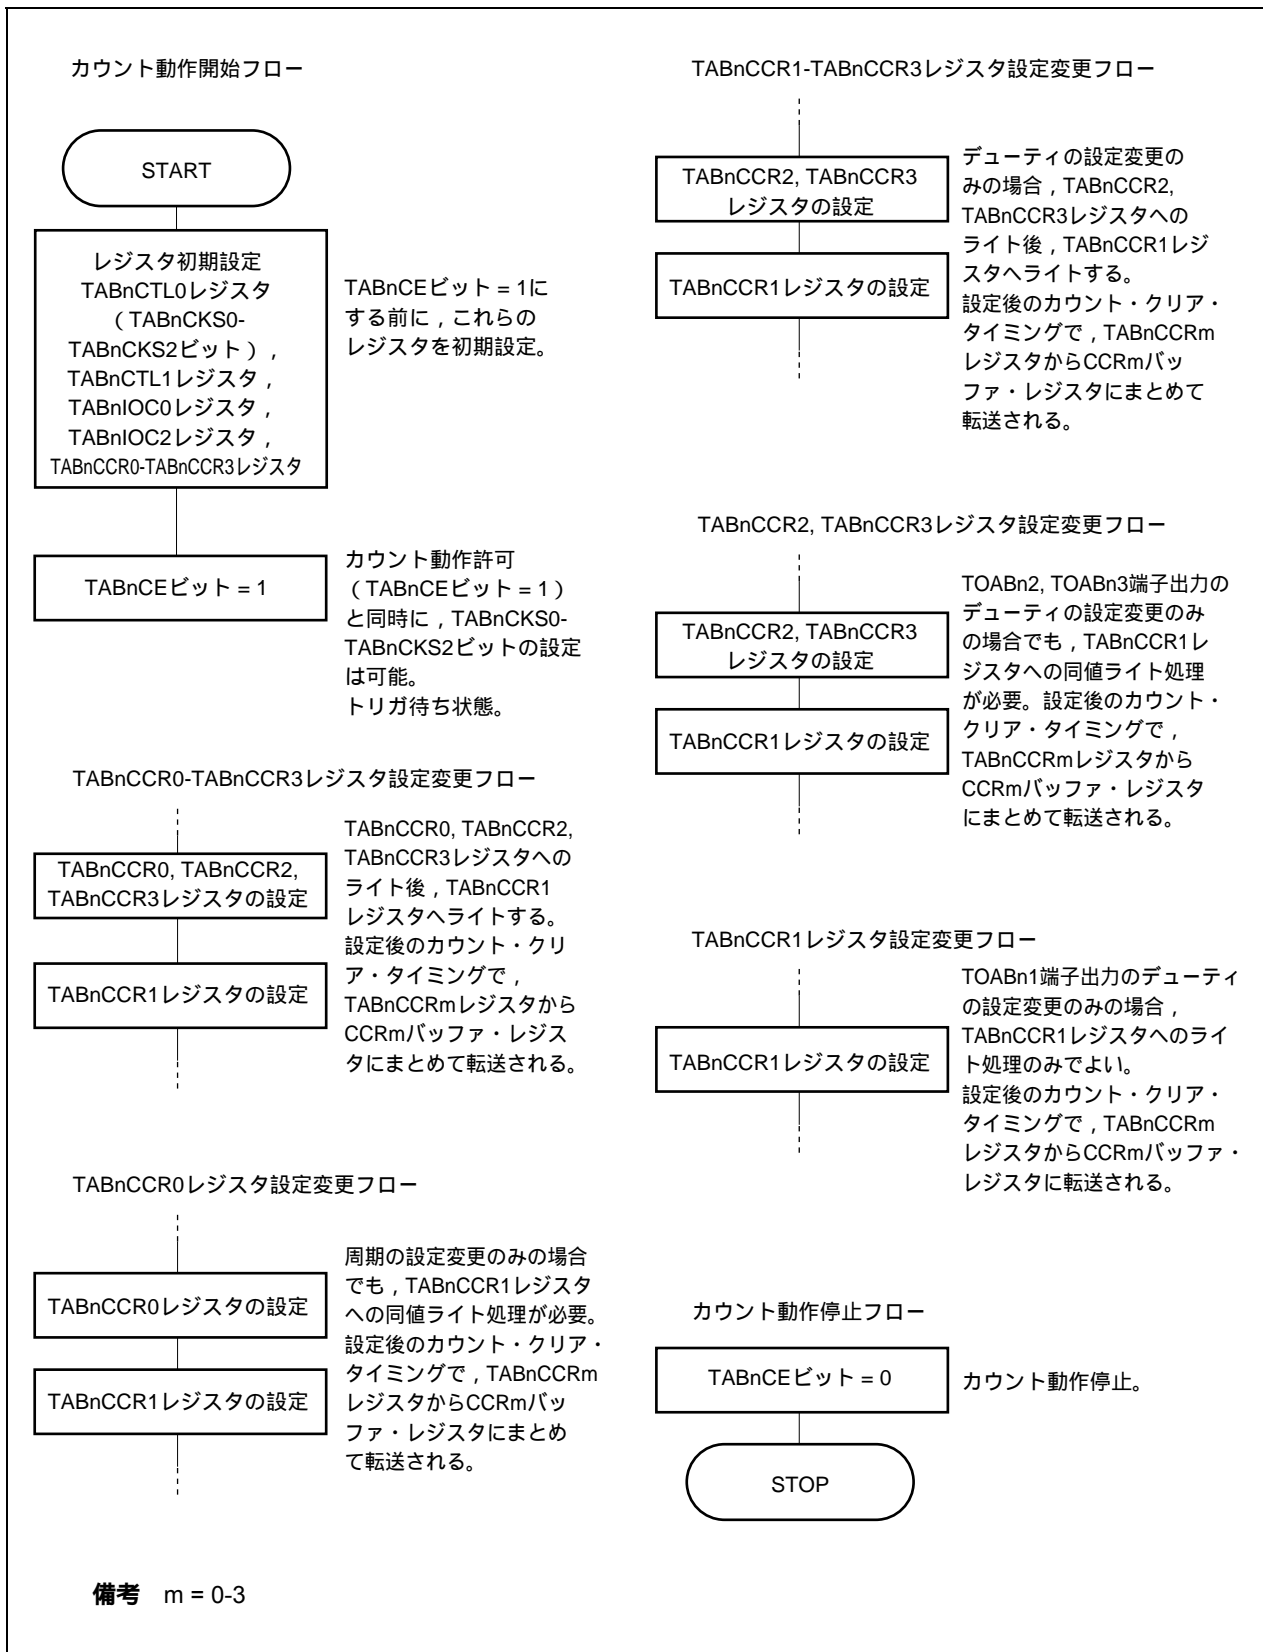 カウント動作開始フロー
START
レジスタ初期設定
TABnCTL0レジスタ
（TABnCKS0-
TABnCKS2ビット），
TABnCTL1レジスタ，
TABnIOC0レジスタ，
TABnIOC2レジスタ，
TABnCCR0-TABnCCR3レジスタ
TABnCEビット = 1に
する前に，これらの
レジスタを初期設定。
TABnCEビット = 1
カウント動作許可
（TABnCEビット = 1）
と同時に，TABnCKS0-
TABnCKS2ビットの設定
は可能。
トリガ待ち状態。
TABnCCR0-TABnCCR3レジスタ設定変更フロー
TABnCCR0, TABnCCR2,
TABnCCR3レジスタの設定
TABnCCR1レジスタの設定
TABnCCR0, TABnCCR2,
TABnCCR3レジスタへの
ライト後，TABnCCR1
レジスタへライトする。
設定後のカウント・クリ
ア・タイミングで，
TABnCCRmレジスタから
CCRmバッファ・レジス
タにまとめて転送される。
TABnCCR0レジスタ設定変更フロー
TABnCCR0レジスタの設定
TABnCCR1レジスタの設定
周期の設定変更のみの場合
でも，TABnCCR1レジスタ
への同値ライト処理が必要。
設定後のカウント・クリア・
タイミングで，TABnCCRm
レジスタからCCRmバッ
ファ・レジスタにまとめ
て転送される。
TABnCCR1-TABnCCR3レジスタ設定変更フロー
TABnCCR2, TABnCCR3
レジスタの設定
TABnCCR1レジスタの設定
デューティの設定変更の
みの場合，TABnCCR2,
TABnCCR3レジスタへの
ライト後，TABnCCR1レジ
スタへライトする。
設定後のカウント・クリア・
タイミングで，TABnCCRm
レジスタからCCRmバッ
ファ・レジスタにまとめて
転送される。
TABnCCR2, TABnCCR3レジスタ設定変更フロー
TABnCCR2, TABnCCR3
レジスタの設定
TABnCCR1レジスタの設定
TOABn2, TOABn3端子出力の
デューティの設定変更のみ
の場合でも，TABnCCR1レ
ジスタへの同値ライト処理
が必要。設定後のカウント・
クリア・タイミングで，
TABnCCRmレジスタから
CCRmバッファ・レジスタ
にまとめて転送される。
TABnCCR1レジスタ設定変更フロー
TABnCCR1レジスタの設定
TOABn1端子出力のデューティ
の設定変更のみの場合，
TABnCCR1レジスタへのライ
ト処理のみでよい。
設定後のカウント・クリア・
タイミングで，TABnCCRm
レジスタからCCRmバッファ・
レジスタに転送される。
カウント動作停止フロー
TABnCEビット = 0
カウント動作停止。
STOP
備考 m = 0-3